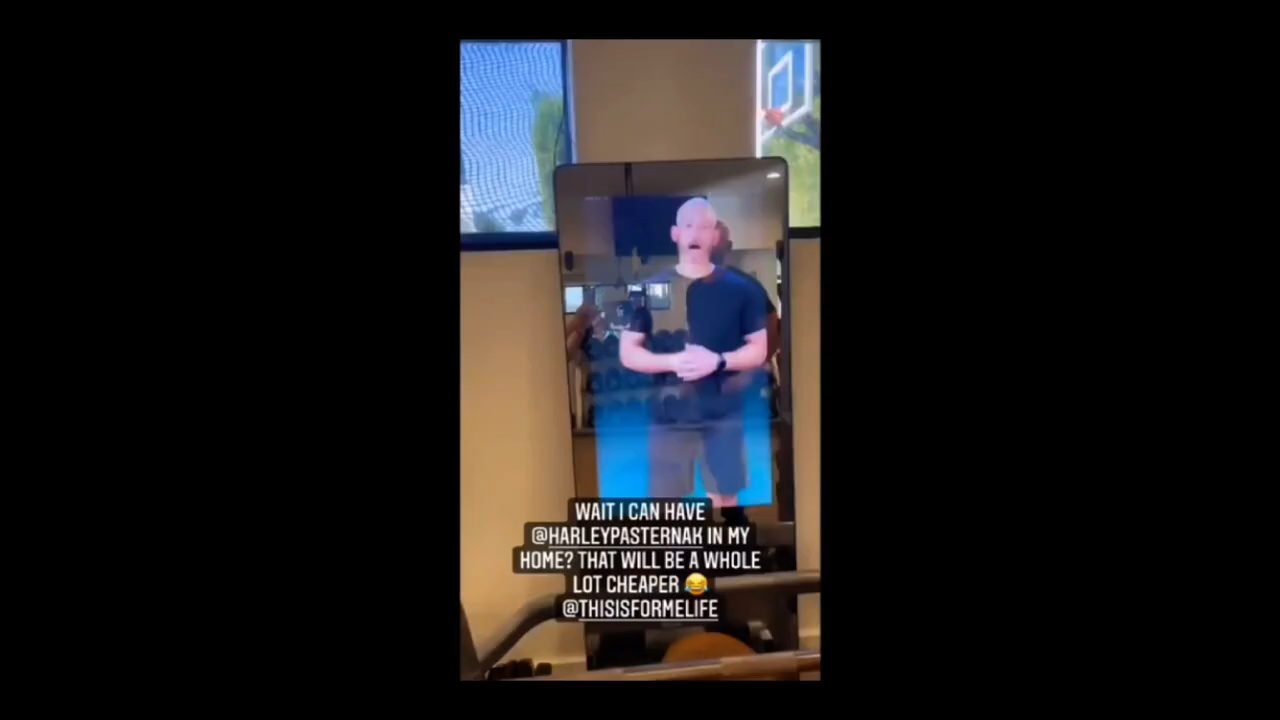 WAIT I CAN HAVE
@HARLEYPASTERNAK IN MY
HOME? THAT WILL BE A WHOLE
LOT CHEAPER 😂
@THISISFORMELIFE